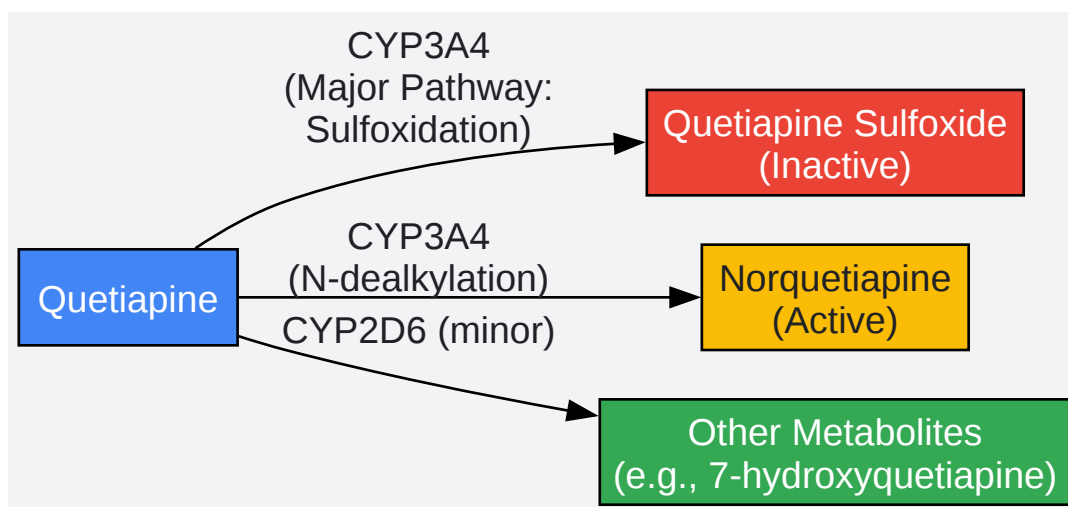 CYP3A4
(Major Pathway:
Sulfoxidation)
Quetiapine Sulfoxide
(Inactive)
CYP3A4
(N-dealkylation)
Quetiapine
Norquetiapine
(Active)
CYP2D6 (minor)
Other Metabolites
(e.g., 7-hydroxyquetiapine)